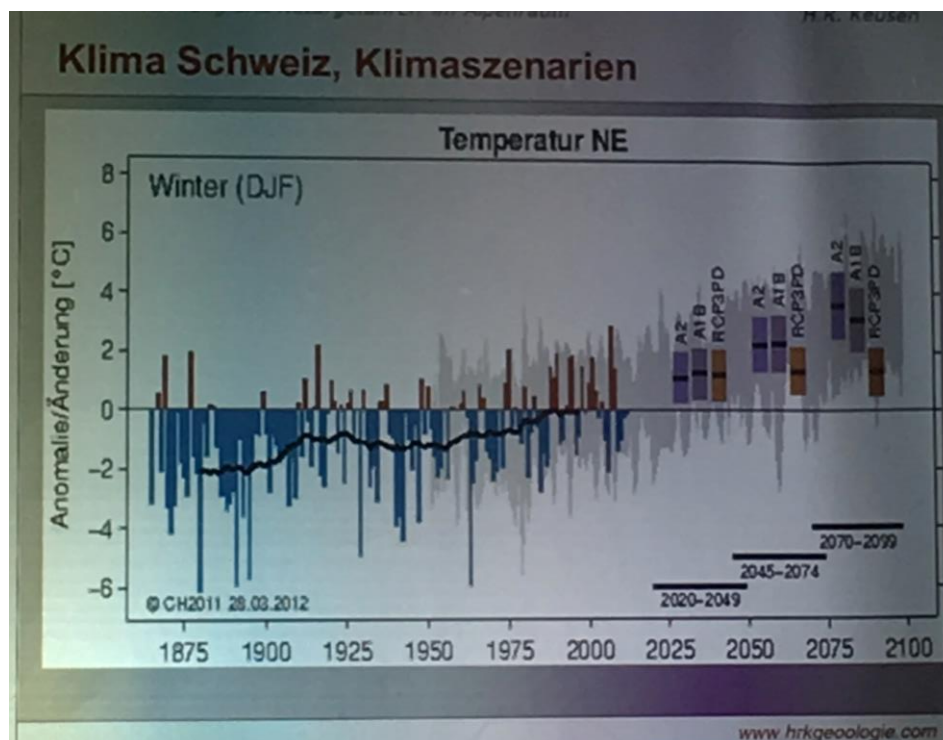 H.R. Keusen
Klima Schweiz, Klimaszenarien
Temperatur NE
Winter (DJF)
Anomalie/Änderung [°C]
8
6
4
2
0
−2
−4
−6
A2
A1B
RCP3PD
A2
A1B
RCP3PD
A2
A1B
RCP3PD
2070–2099
2045–2074
2020–2049
© CH2011 28.03.2012
1875 1900 1925 1950 1975 2000 2025 2050 2075 2100
www.hrkgeologie.com